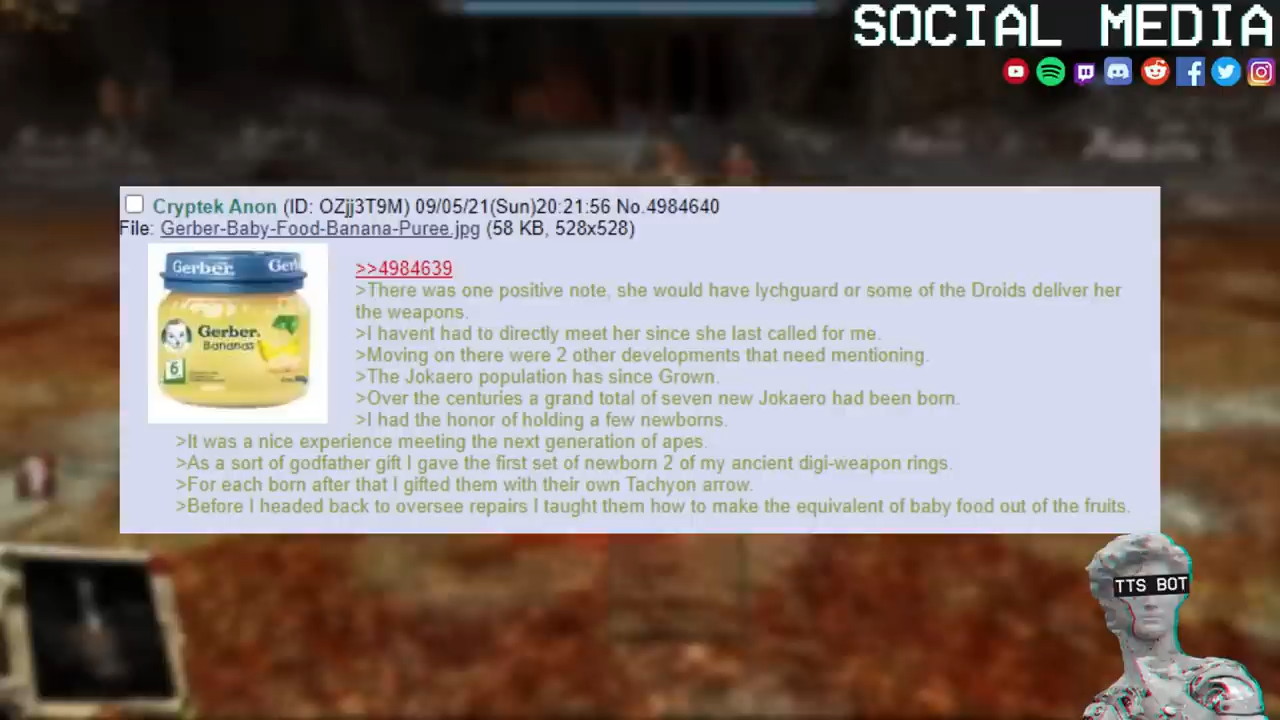 SOCIAL MEDIA
Cryptek Anon (ID: OZjj3T9M) 09/05/21(Sun)20:21:56 No.4984640
File: Gerber-Baby-Food-Banana-Puree.jpg (58 KB, 528x528)
Gerber.
Gerber.
Bananas
6
>>4984639
>There was one positive note, she would have lychguard or some of the Droids deliver her
the weapons.
>I havent had to directly meet her since she last called for me.
>Moving on there were 2 other developments that need mentioning.
>The Jokaero population has since Grown.
>Over the centuries a grand total of seven new Jokaero had been born.
>I had the honor of holding a few newborns.
>It was a nice experience meeting the next generation of apes.
>As a sort of godfather gift I gave the first set of newborn 2 of my ancient digi-weapon rings.
>For each born after that I gifted them with their own Tachyon arrow.
>Before I headed back to oversee repairs I taught them how to make the equivalent of baby food out of the fruits.
TTS BOT